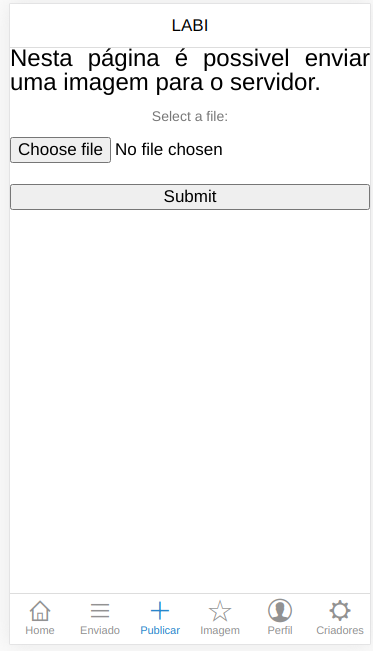 LABI
Nesta página é possivel enviar
uma imagem para o servidor.
Select a file:
Choose file No file chosen
Submit
Home Enviado Publicar Imagem Perfil Criadores